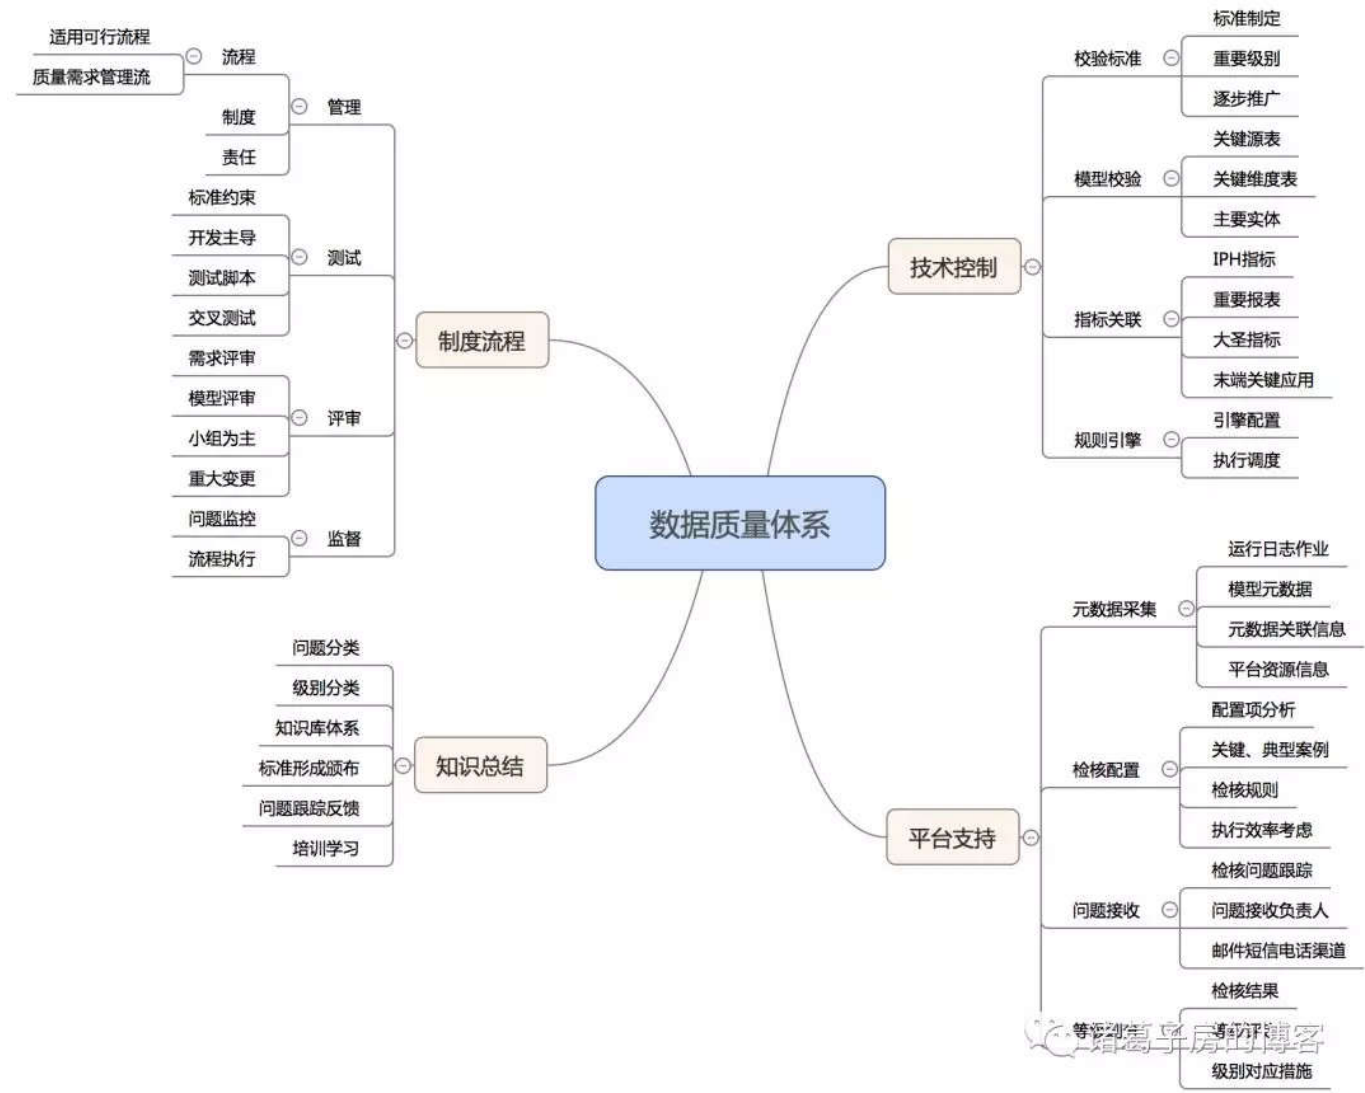 数据质量体系
制度流程
管理
流程
适用可行流程
质量需求管理流
制度
责任
测试
标准约束
开发主导
测试脚本
交叉测试
评审
需求评审
模型评审
小组为主
重大变更
监督
问题监控
流程执行
知识总结
问题分类
级别分类
知识库体系
标准形成颁布
问题跟踪反馈
培训学习
技术控制
校验标准
标准制定
重要级别
逐步推广
模型校验
关键源表
关键维度表
主要实体
指标关联
IPH指标
重要报表
大圣指标
末端关键应用
规则引擎
引擎配置
执行调度
平台支持
元数据采集
运行日志作业
模型元数据
元数据关联信息
平台资源信息
检核配置
配置项分析
关键、典型案例
检核规则
执行效率考虑
问题接收
检核问题跟踪
问题接收负责人
邮件短信电话渠道
检核结果
级别对应措施
诸葛子房的博客